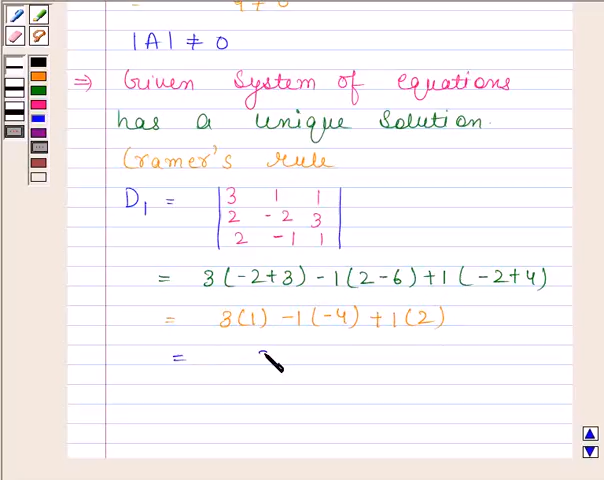 |A| ≠ 0
⇒ Given system of equations
has a unique solution.
Cramer's rule
D₁ = | 3 1 1 |
| 2 -2 3 |
| 2 -1 1 |
= 3(-2+3) -1(2-6) +1(-2+4)
= 3(1) -1(-4) +1(2)
=